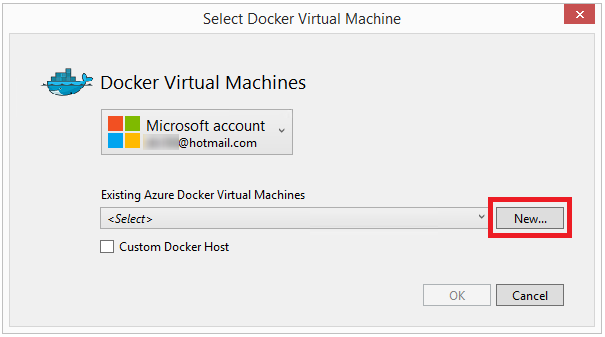 Select Docker Virtual Machine
Docker Virtual Machines
Microsoft account
@hotmail.com
Existing Azure Docker Virtual Machines
<Select>
New...
Custom Docker Host
OK
Cancel